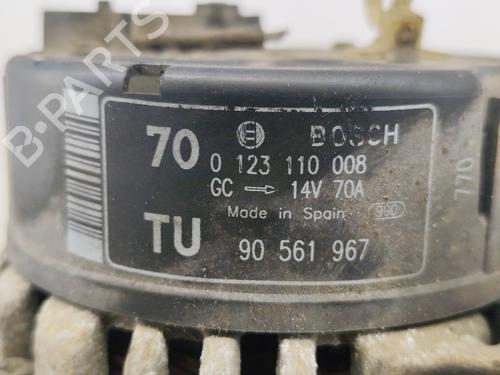 B-PARTS
70 BOSCH
0 123 110 008
GC → 14V 70A
Made in Spain 990
TU 90 561 967
770